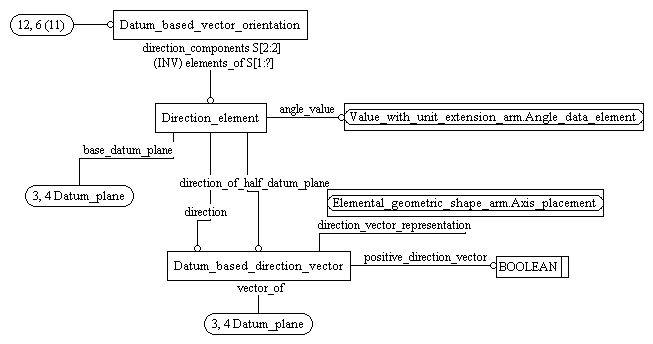 12, 6 (11)
Datum_based_vector_orientation
direction_components S[2:2]
(INV) elements_of S[1:?]
Direction_element
angle_value
Value_with_unit_extension_arm.Angle_data_element
base_datum_plane
3, 4 Datum_plane
direction_of_half_datum_plane
Elemental_geometric_shape_arm.Axis_placement
direction
direction_vector_representation
Datum_based_direction_vector
positive_direction_vector
BOOLEAN
vector_of
3, 4 Datum_plane